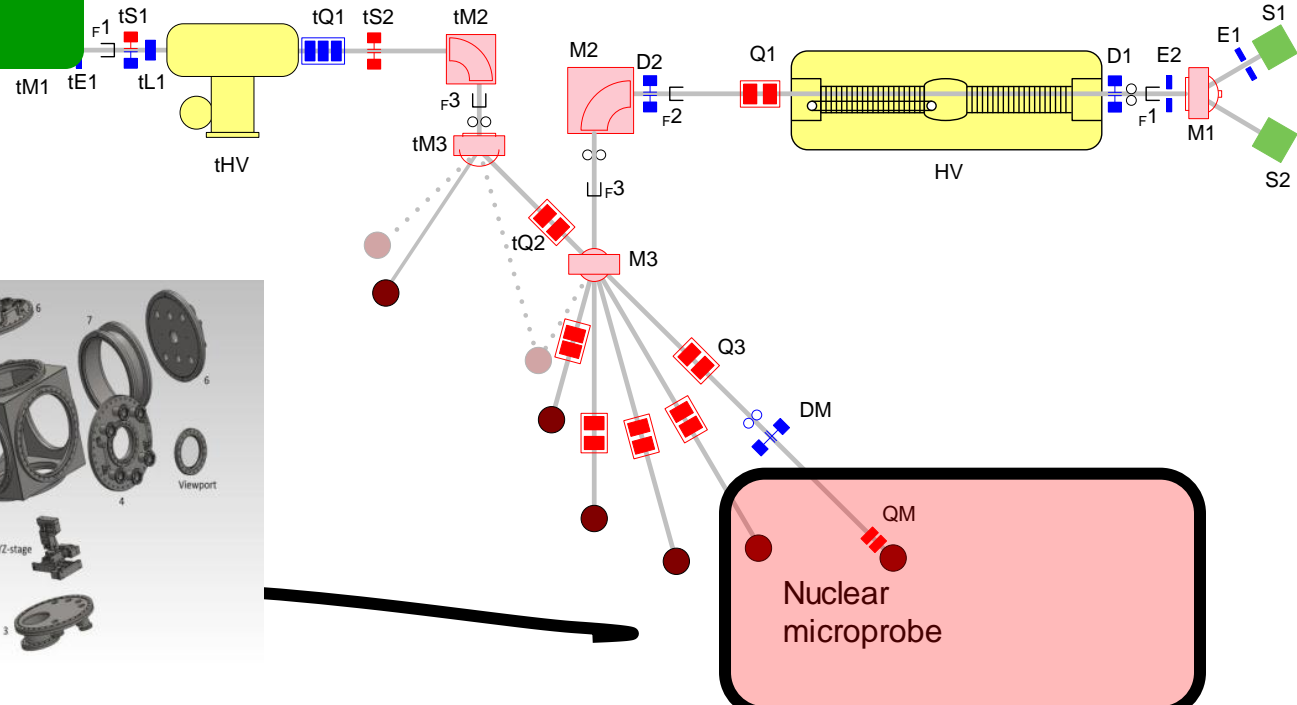 tM1
tE1
F1
tS1
tL1
tHV
tQ1
tS2
tM2
F3
tM3
tQ2
M2
D2
F2
Q1
HV
D1
F1
E2
M1
E1
S1
S2
F3
M3
Q3
DM
QM
Nuclear
microprobe
6
7
6
4
Viewport
YZ-stage
3